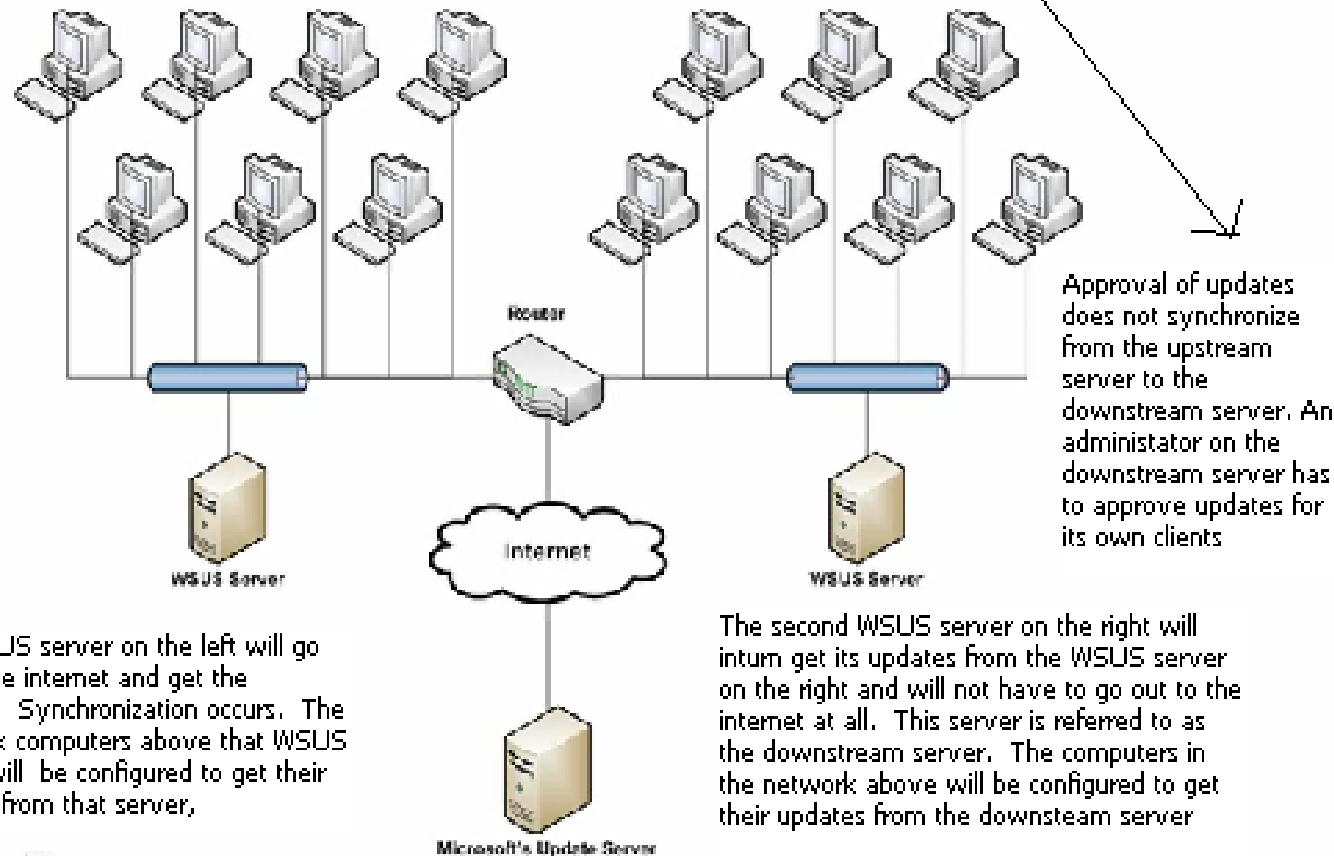 Router
Approval of updates
does not synchronize
from the upstream
server to the
downstream server. An
administator on the
downstream server has
to approve updates for
its own clients
WSUS Server
Internet
WSUS Server
US server on the left will go
e internet and get the
Synchronization occurs. The
k computers above that WSUS
will be configured to get their
from that server,
The second WSUS server on the right will
inturn get its updates from the WSUS server
on the right and will not have to go out to the
internet at all. This server is referred to as
the downstream server. The computers in
the network above will be configured to get
their updates from the downsteam server
Microsoft's Update Server